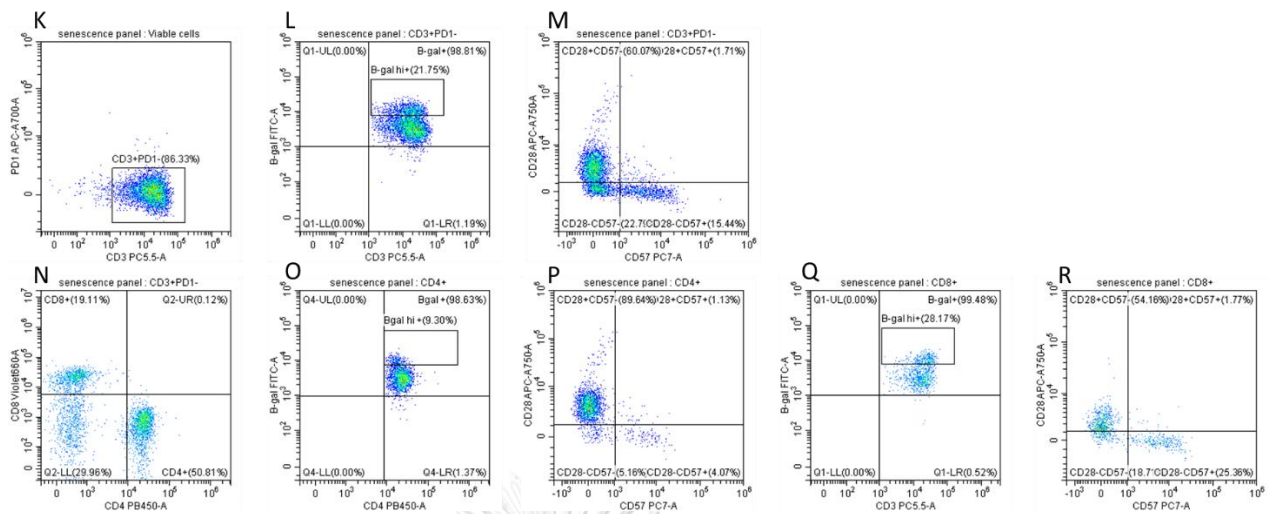 K
senescence panel : Viable cells
PD1 APC-A700-A
CD3+PD1-(86.33%)
CD3 PC5.5-A
L
senescence panel : CD3+PD1-
Q1-UL(0.00%) B-gal+(98.81%)
B-gal hi+(21.75%)
B-gal FITC-A
Q1-LL(0.00%) Q1-LR(1.19%)
CD3 PC5.5-A
M
senescence panel : CD3+PD1-
CD28+CD57-(60.07%) 28+CD57+(1.71%)
CD28 APC-A750-A
CD28-CD57-(22.7 CD28-CD57+(15.44%)
CD57 PC7-A
N
senescence panel : CD3+PD1-
CD8+(19.11%) Q2-UR(0.12%)
CD8 Violet660-A
Q2-LL(29.96%) CD4+(50.81%)
CD4 PB450-A
O
senescence panel : CD4+
Q4-UL(0.00%) Bgal+(98.63%)
Bgal hi+(9.30%)
B-gal FITC-A
Q4-LL(0.00%) Q4-LR(1.37%)
CD4 PB450-A
P
senescence panel : CD4+
CD28+CD57-(89.64%) 28+CD57+(1.13%)
CD28 APC-A750-A
CD28-CD57-(5.16%) CD28-CD57+(4.07%)
CD57 PC7-A
Q
senescence panel : CD8+
Q1-UL(0.00%) B-gal+(99.48%)
B-gal hi+(28.17%)
B-gal FITC-A
Q1-LL(0.00%) Q1-LR(0.52%)
CD3 PC5.5-A
R
senescence panel : CD8+
CD28+CD57-(54.16%) 28+CD57+(1.77%)
CD28 APC-A750-A
CD28-CD57-(18.7 CD28-CD57+(25.36%)
CD57 PC7-A